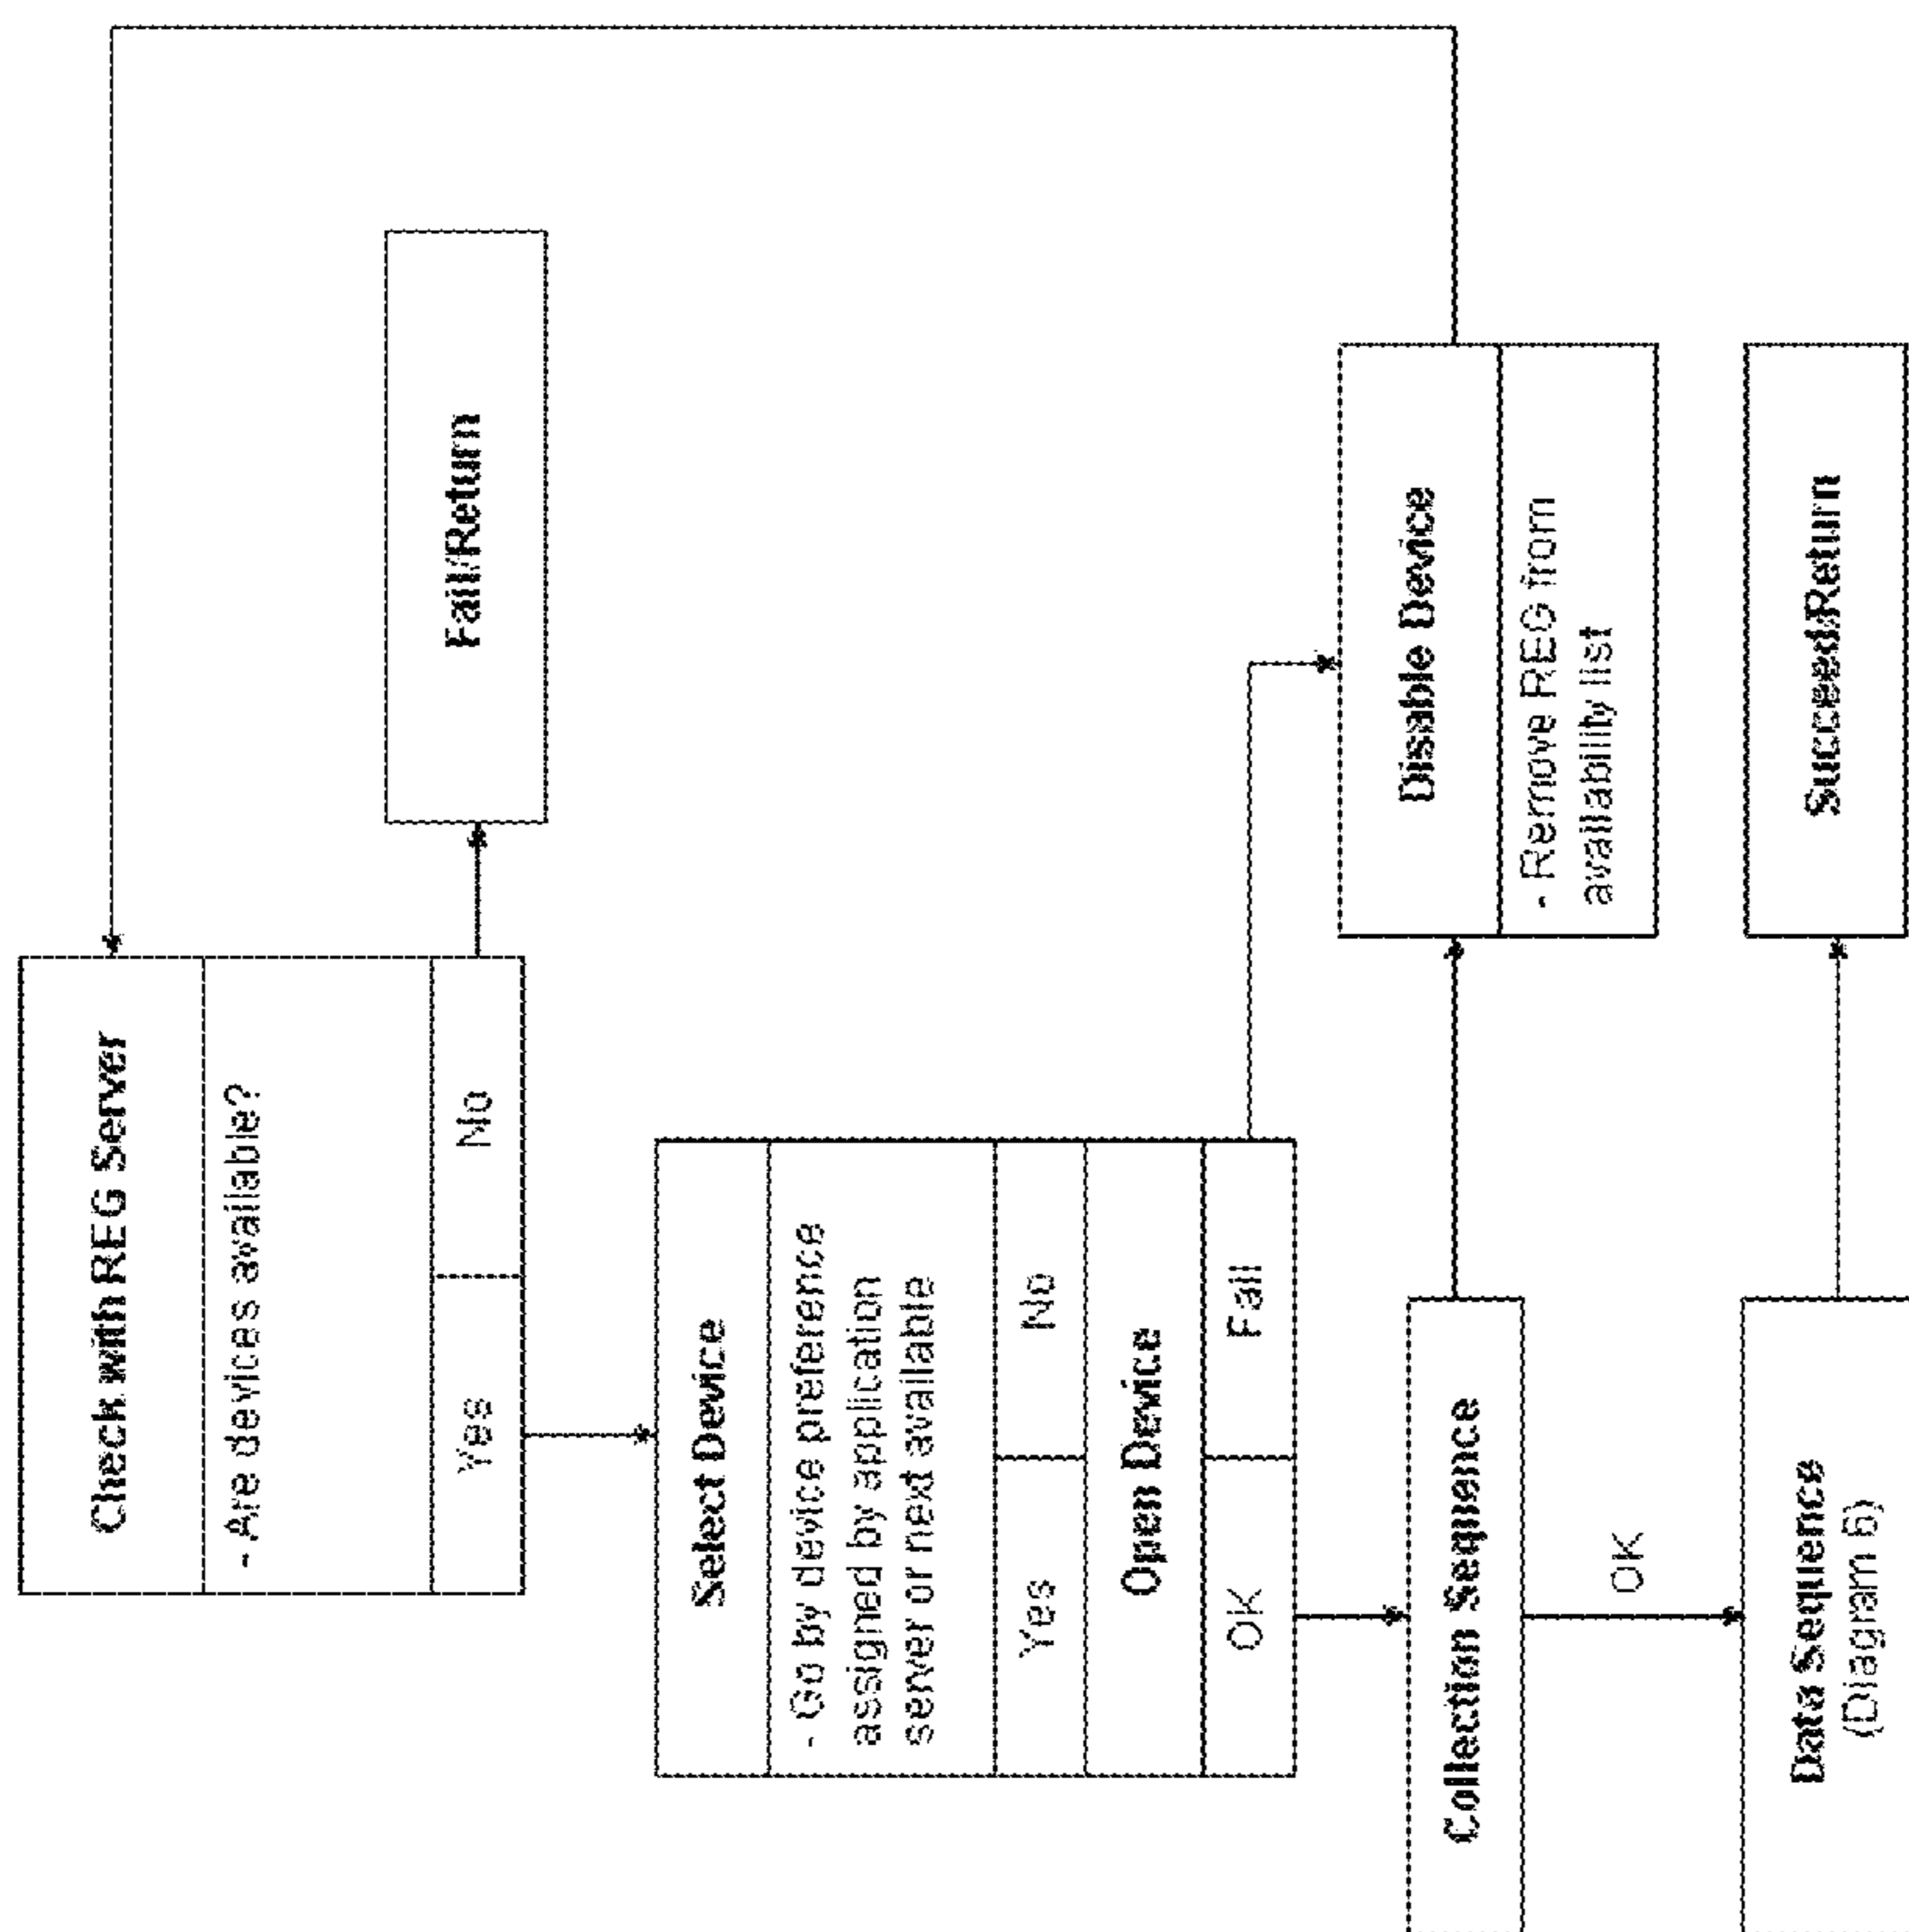 Check with REG Server
- Are devices available?
Yes
No
Fail/Return
Select Device
- Go by device preference
assigned by application
server or next available
Yes
No
Open Device
OK
Fail
Disable Device
- Remove REG from
availability list
Collection Sequence
OK
Data Sequence
(Diagram 6)
Succeed/Return